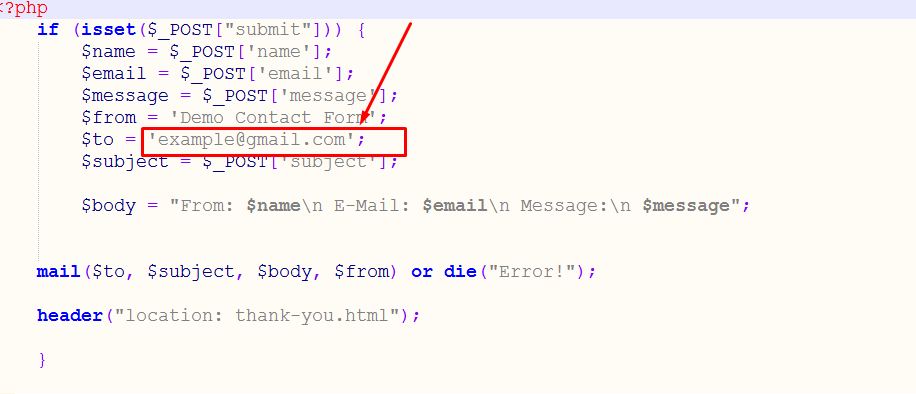 <?php
if (isset($_POST["submit"])) {
$name = $_POST['name'];
$email = $_POST['email'];
$message = $_POST['message'];
$from = 'Demo Contact Form';
$to = 'example@gmail.com';
$subject = $_POST['subject'];
$body = "From: $name\n E-Mail: $email\n Message:\n $message";
mail($to, $subject, $body, $from) or die("Error!");
header("location: thank-you.html");
}